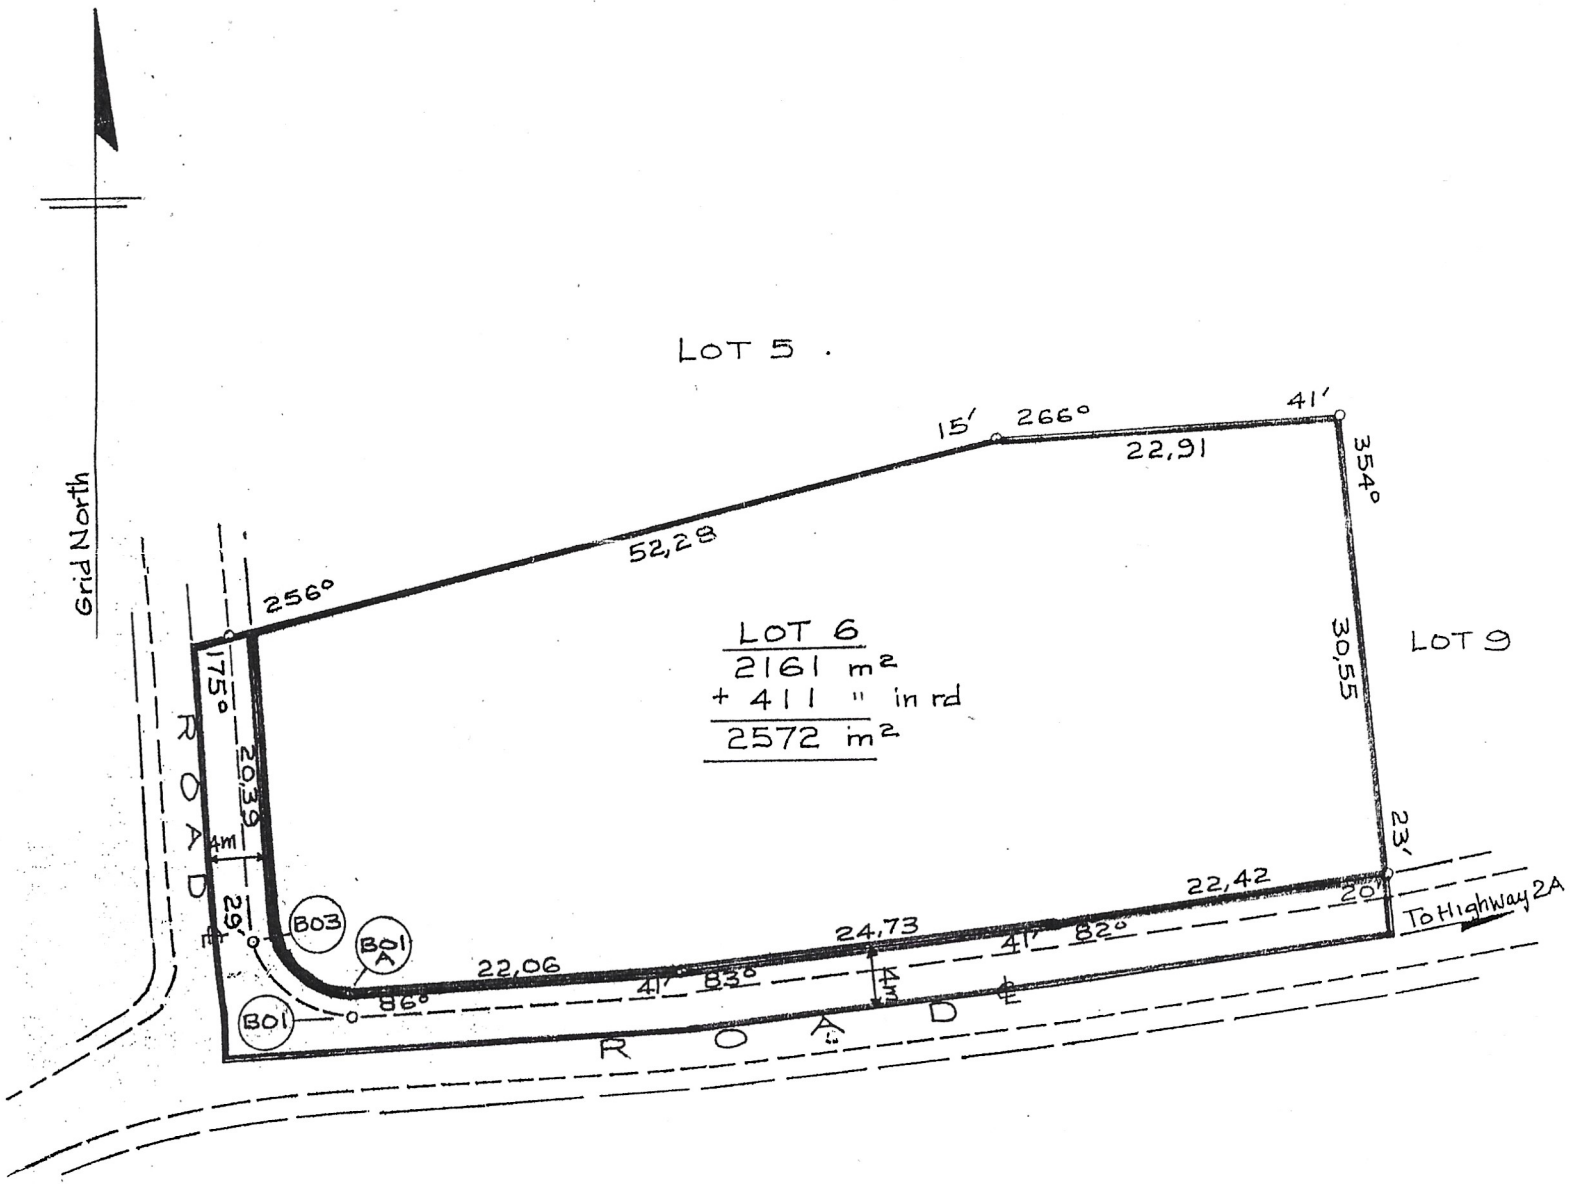 LOT 5 .
15' 266° 41'
22,91
354°
Grid North
52,28
256°
LOT 6
2161 m²
+ 411 " in rd
2572 m²
30,55
LOT 9
175°
ROAD
20,39
4m
23'
22,42
20'
To Highway 2A
29'
℄
B03
B01
A
24,73
41' 82°
22,06
41' 83°
86°
4m
℄
B01
ROAD